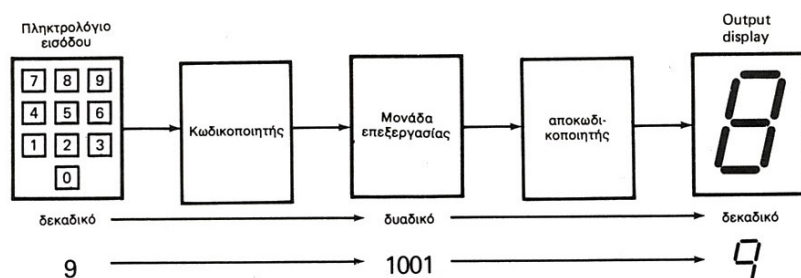 Πληκτρολόγιο
εισόδου
Output
display
7 8 9
4 5 6
1 2 3
0
Κωδικοποιητής
Μονάδα
επεξεργασίας
αποκωδι-
κοποιητής
8
δεκαδικό
δυαδικό
δεκαδικό
9
1001
9